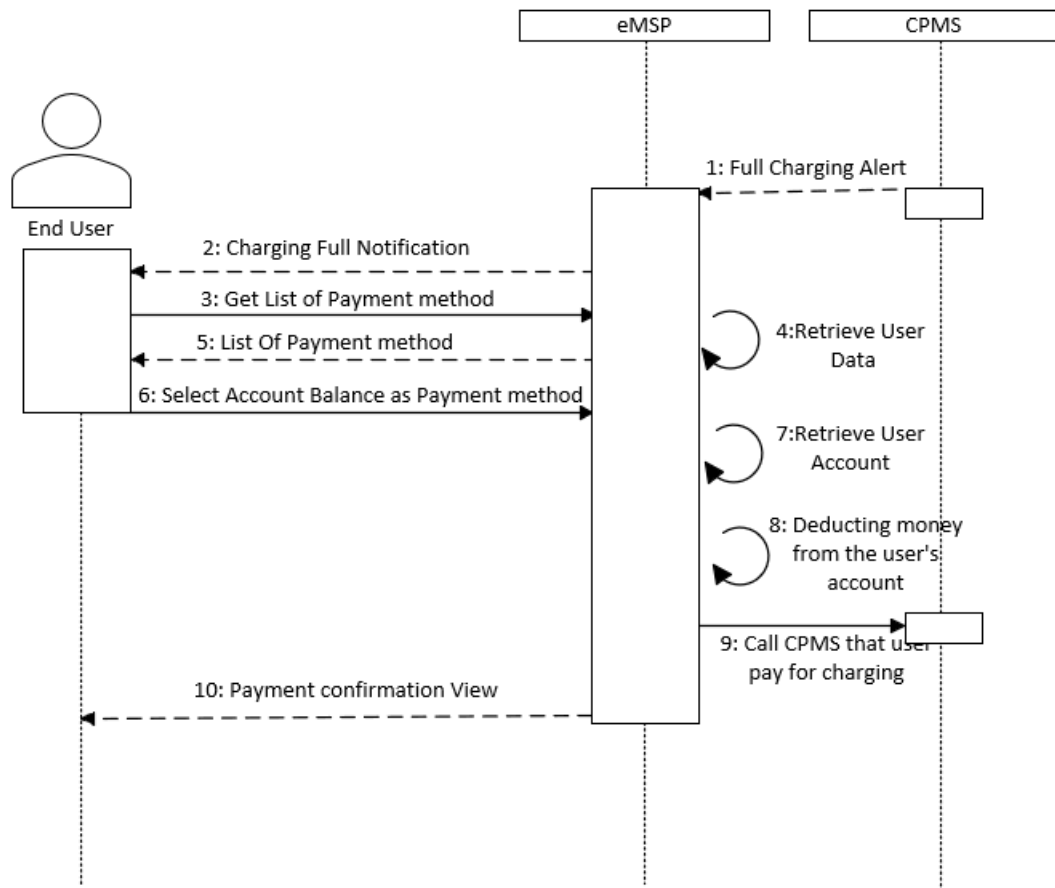 eMSP
CPMS
1: Full Charging Alert
End User
2: Charging Full Notification
3: Get List of Payment method
4:Retrieve User
Data
5: List Of Payment method
6: Select Account Balance as Payment method
7:Retrieve User
Account
8: Deducting money
from the user's
account
9: Call CPMS that user
pay for charging
10: Payment confirmation View